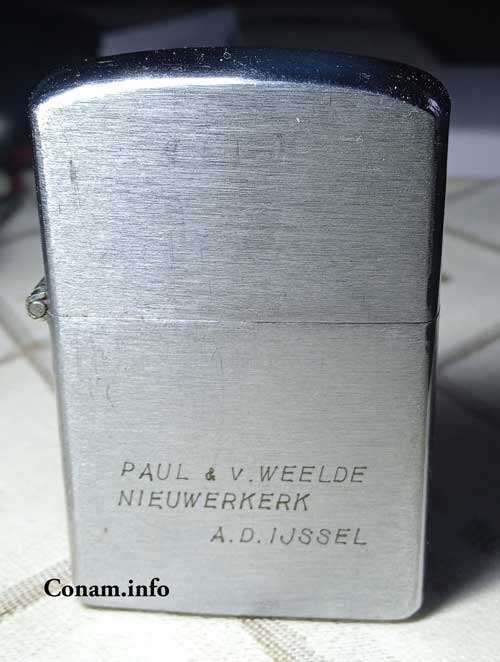 PAUL & V. WEELDE
NIEUWERKERK
A.D. IJSSEL
Conam.info